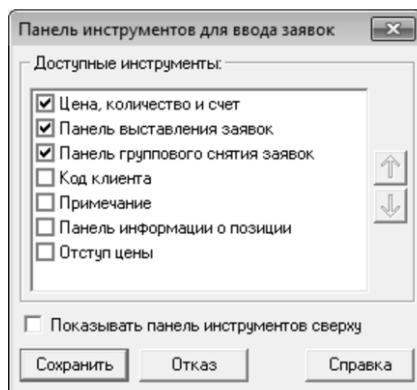 Панель инструментов для ввода заявок
Доступные инструменты:
Цена, количество и счет
Панель выставления заявок
Панель группового снятия заявок
Код клиента
Примечание
Панель информации о позиции
Отступ цены
Показывать панель инструментов сверху
Сохранить Отказ Справка